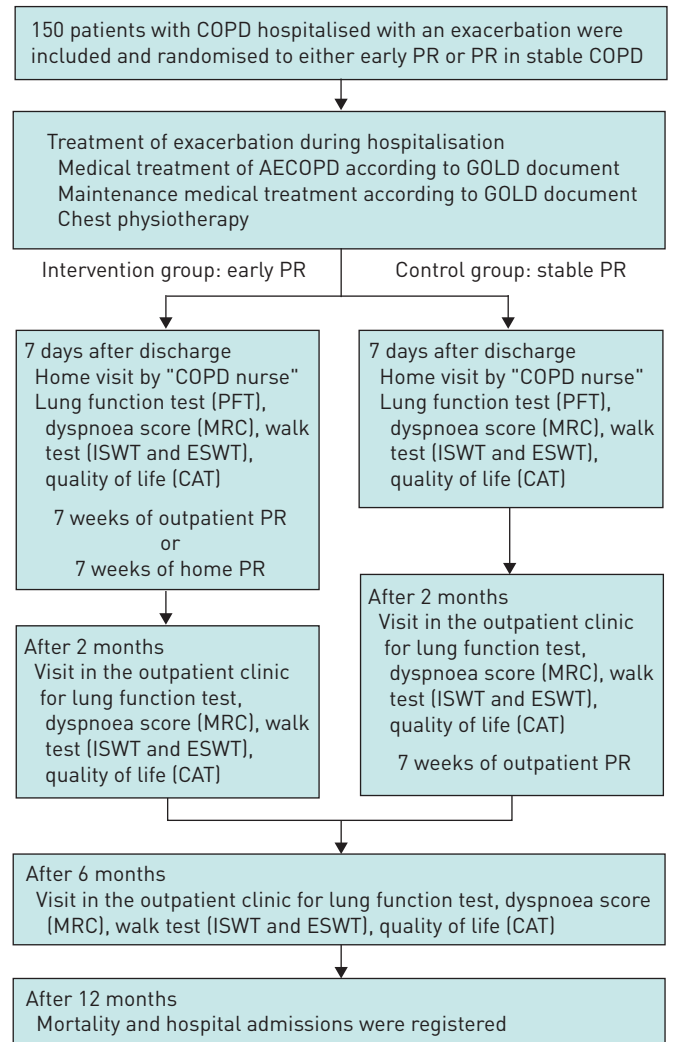 150 patients with COPD hospitalised with an exacerbation were
included and randomised to either early PR or PR in stable COPD
Treatment of exacerbation during hospitalisation
Medical treatment of AECOPD according to GOLD document
Maintenance medical treatment according to GOLD document
Chest physiotherapy
Intervention group: early PR
Control group: stable PR
7 days after discharge
Home visit by "COPD nurse"
Lung function test (PFT),
dyspnoea score (MRC), walk
test (ISWT and ESWT),
quality of life (CAT)
7 weeks of outpatient PR
or
7 weeks of home PR
7 days after discharge
Home visit by "COPD nurse"
Lung function test (PFT),
dyspnoea score (MRC), walk
test (ISWT and ESWT),
quality of life (CAT)
After 2 months
Visit in the outpatient clinic
for lung function test,
dyspnoea score (MRC), walk
test (ISWT and ESWT),
quality of life (CAT)
After 2 months
Visit in the outpatient clinic
for lung function test,
dyspnoea score (MRC), walk
test (ISWT and ESWT),
quality of life (CAT)
7 weeks of outpatient PR
After 6 months
Visit in the outpatient clinic for lung function test, dyspnoea score
(MRC), walk test (ISWT and ESWT), quality of life (CAT)
After 12 months
Mortality and hospital admissions were registered